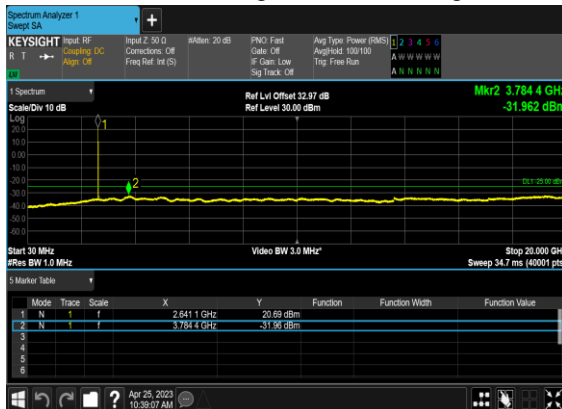 Spectrum Analyzer 1
Swept SA
KEYSIGHT Input: RF Input Z: 50 Ω #Atten: 20 dB PNO: Fast Avg Type: Power (RMS) 1 2 3 4 5 6
R T Coupling: DC Corrections: Off Gate: Off Avg|Hold: 100/100 A W W W W W
Align: Off Freq Ref: Int (S) IF Gain: Low Trig: Free Run
Sig Track: Off A N N N N N
1 Spectrum Ref Lvl Offset 32.97 dB Mkr2 3.784 4 GHz
Scale/Div 10 dB Ref Level 30.00 dBm -31.962 dBm
Log
20.0
10.0
0.00
-10.0
-20.0
-30.0
-40.0
-50.0
-60.0
1
2
DL1 -25.00 dBm
Start 30 MHz Video BW 3.0 MHz* Stop 20.000 GH
#Res BW 1.0 MHz Sweep 34.7 ms (40001 pts
5 Marker Table
Mode Trace Scale X Y Function Function Width Function Value
1 N 1 f 2.641 1 GHz 20.69 dBm
2 N 1 f 3.784 4 GHz -31.96 dBm
3
4
5
6
? Apr 25, 2023
10:39:07 AM